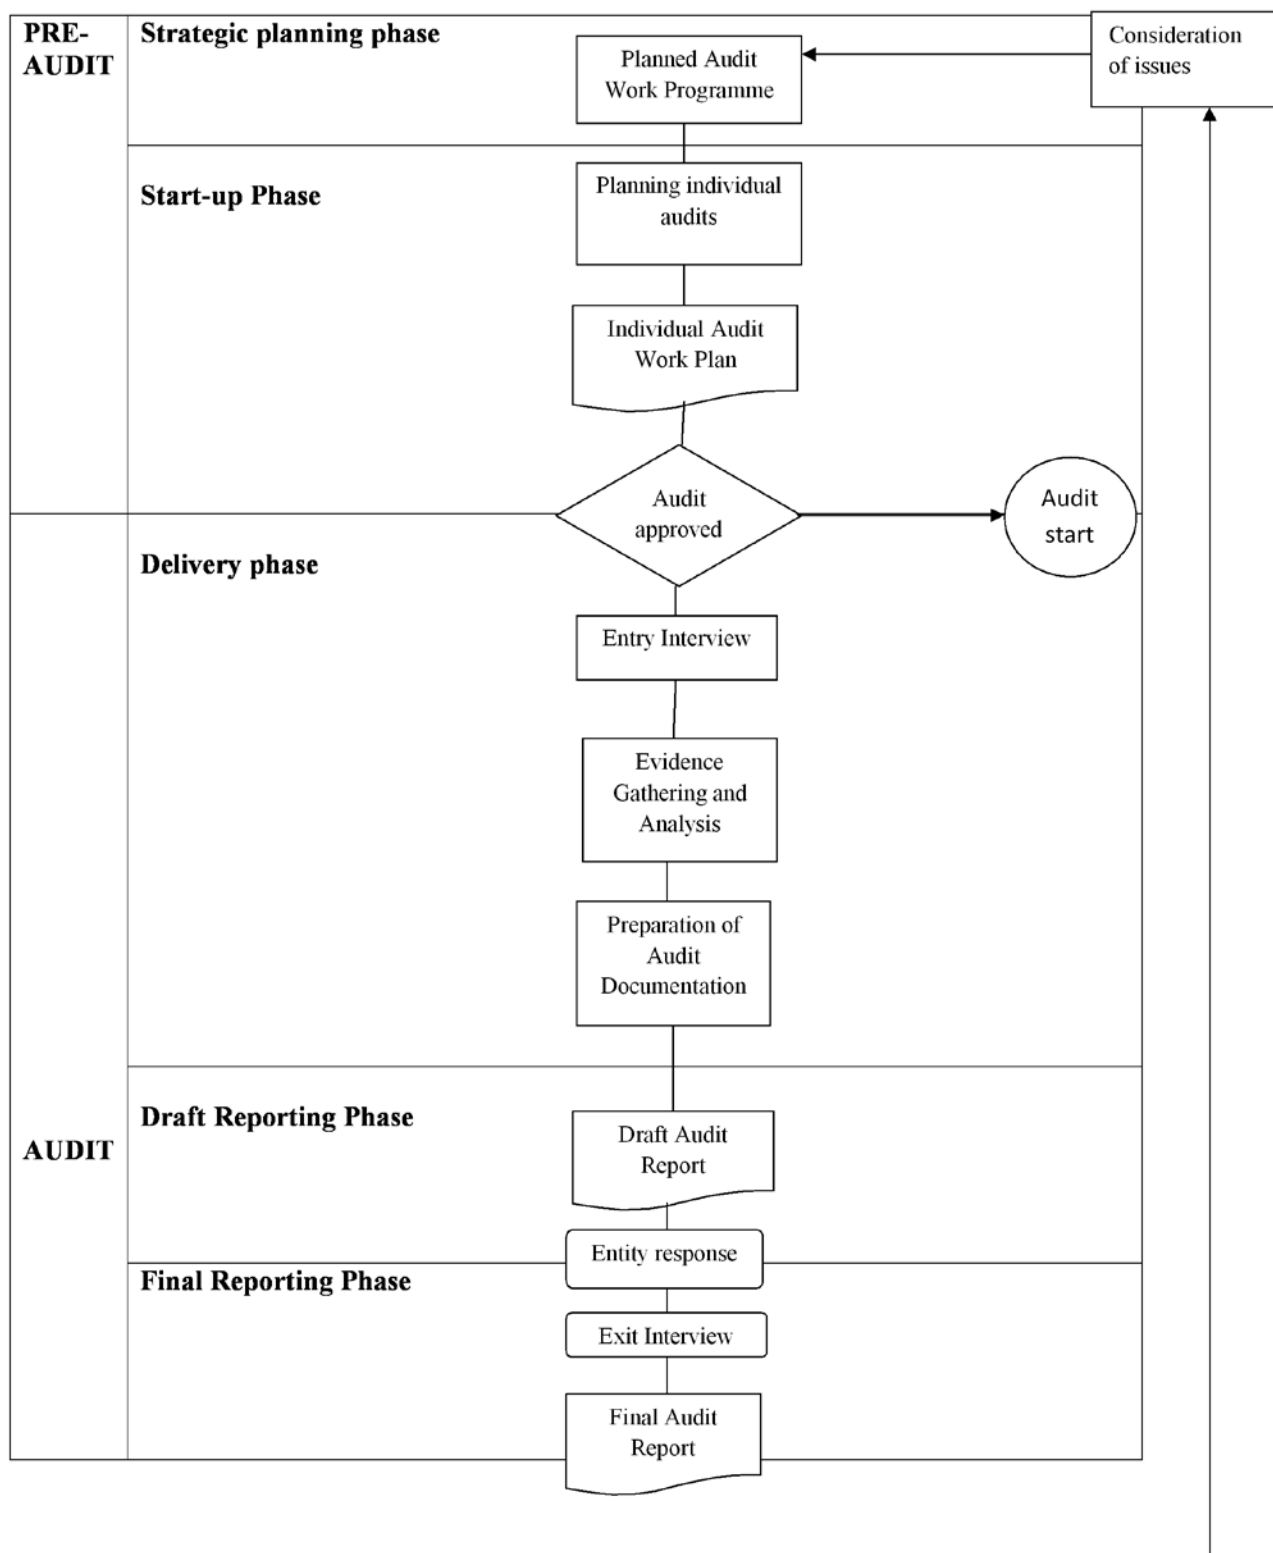 PRE-
AUDIT
Strategic planning phase
Planned Audit
Work Programme
Consideration
of issues
Start-up Phase
Planning individual
audits
Individual Audit
Work Plan
Audit
approved
Audit
start
Delivery phase
Entry Interview
Evidence
Gathering and
Analysis
Preparation of
Audit
Documentation
AUDIT
Draft Reporting Phase
Draft Audit
Report
Entity response
Final Reporting Phase
Exit Interview
Final Audit
Report